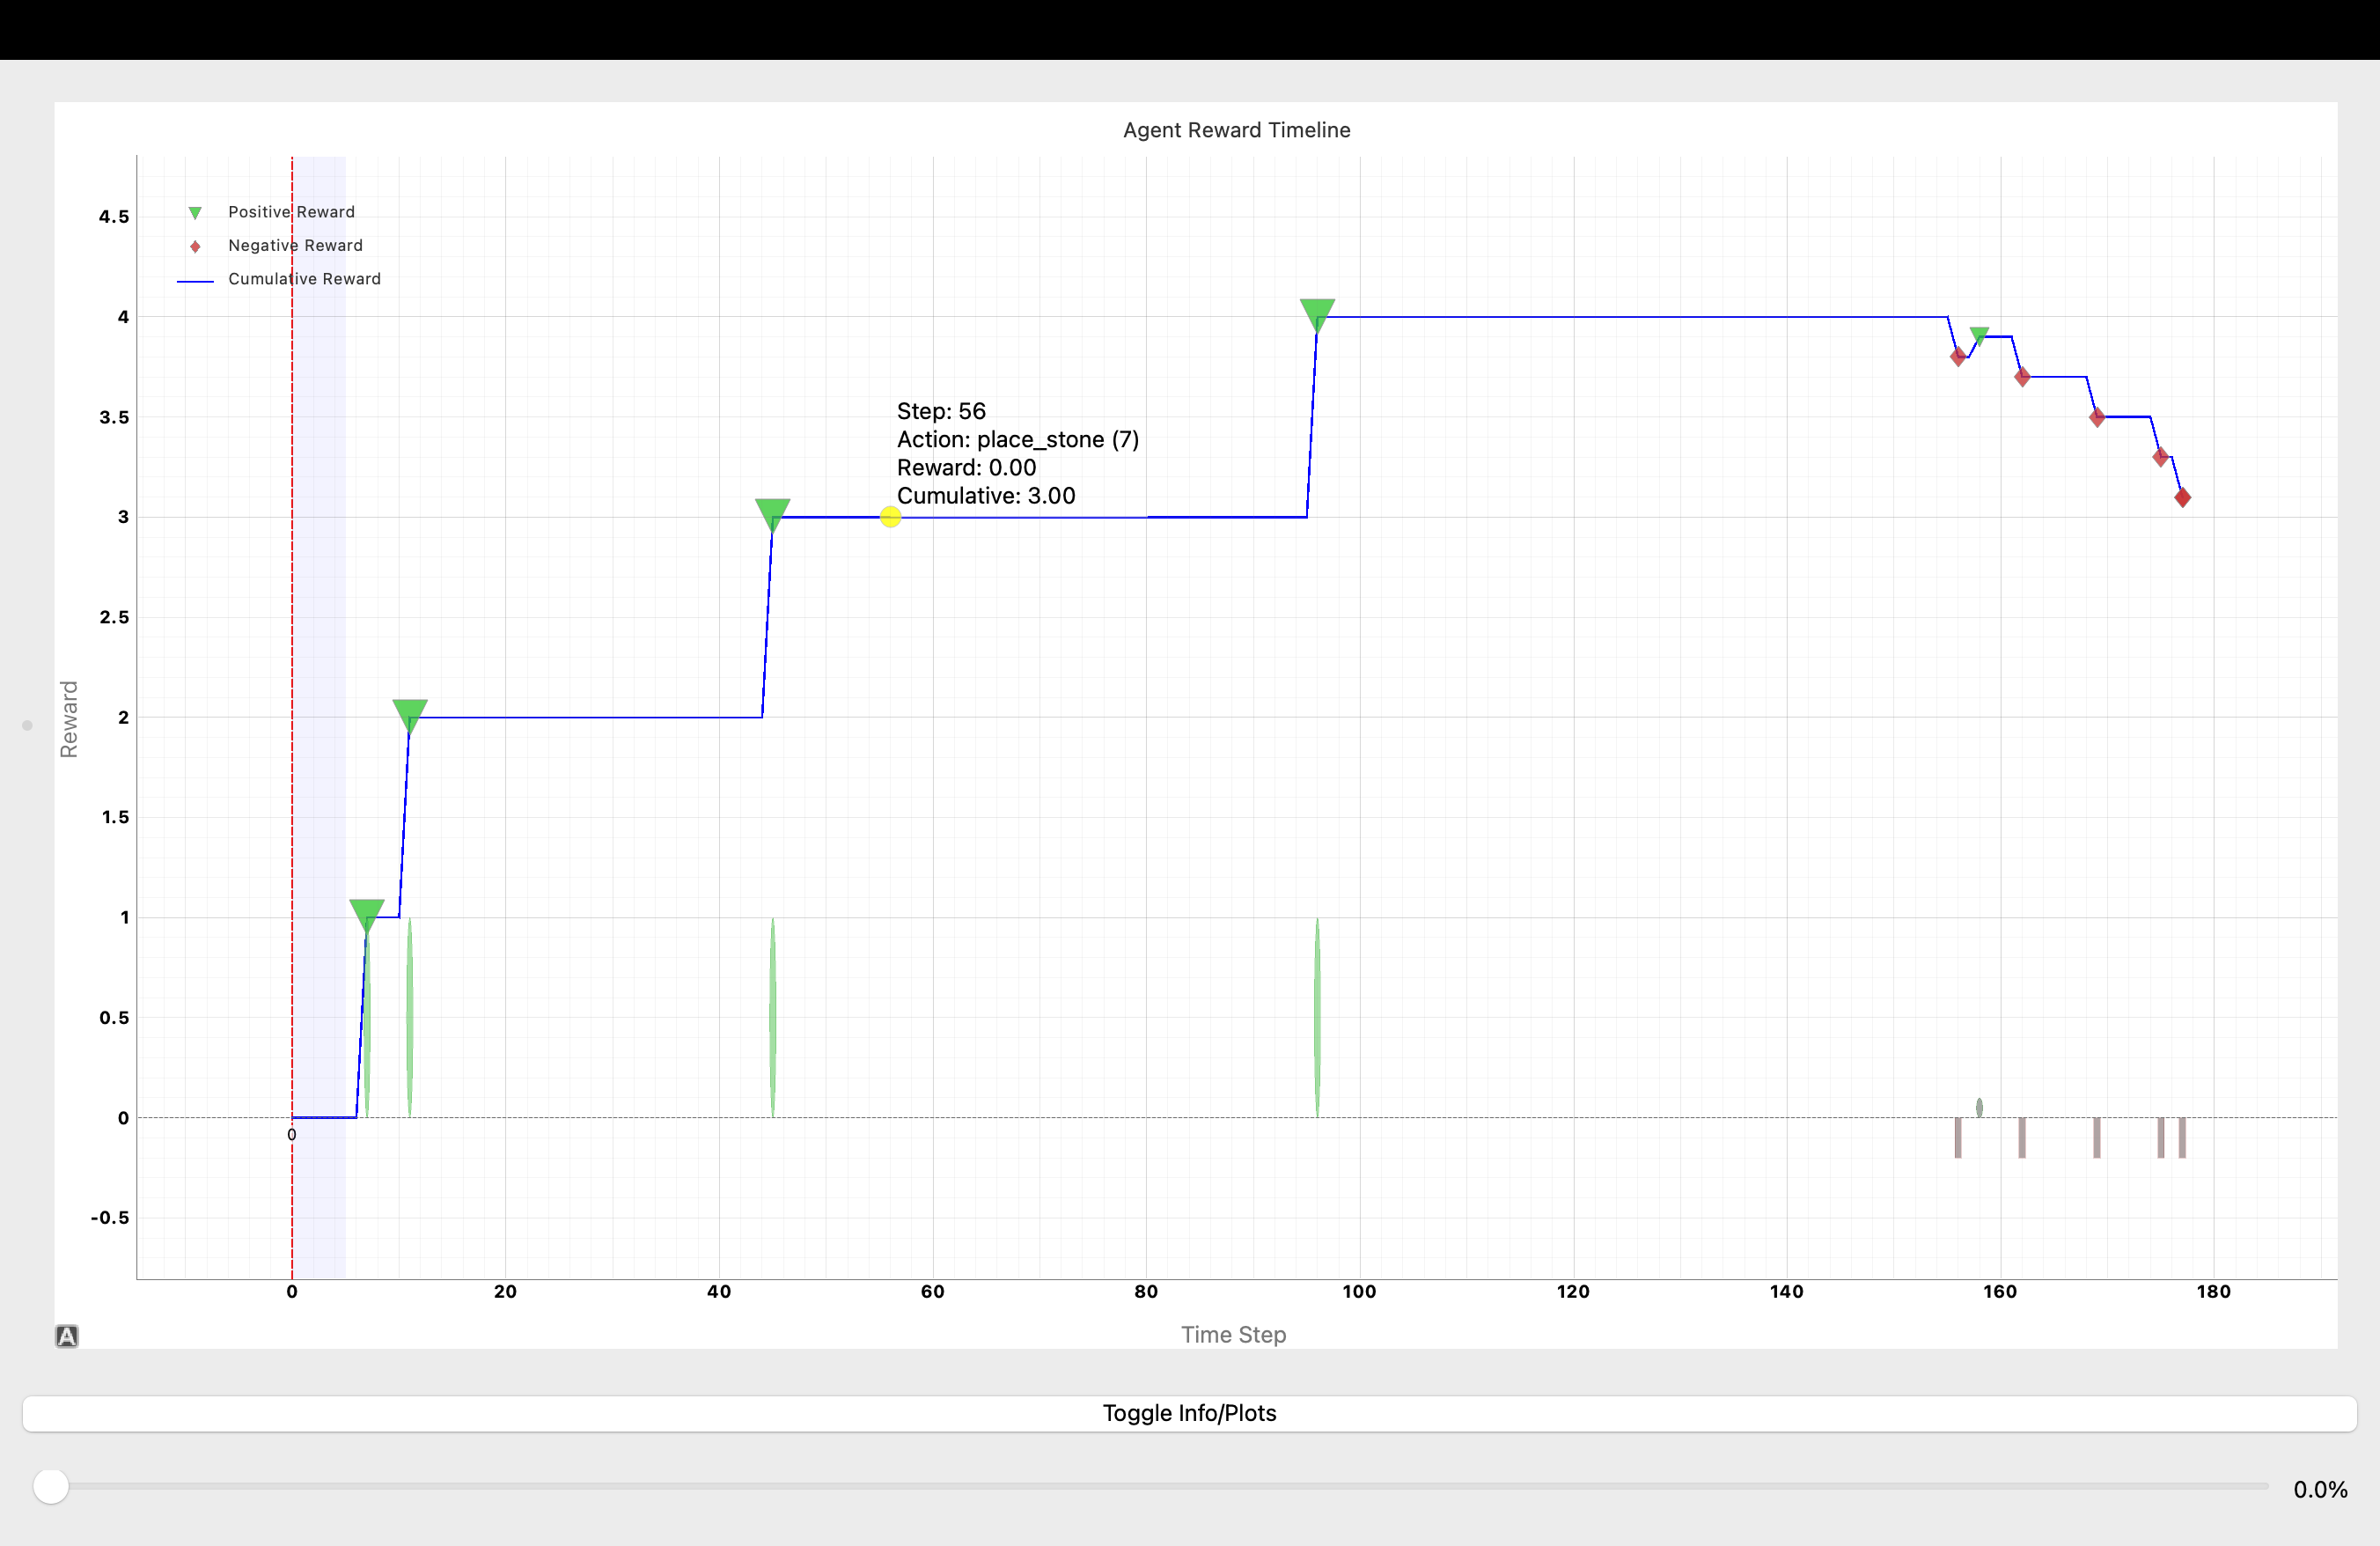 Agent Reward Timeline
Positive Reward
Negative Reward
Cumulative Reward
4.5
4
3.5
3
2.5
2
1.5
1
0.5
0
-0.5
Reward
Step: 56
Action: place_stone (7)
Reward: 0.00
Cumulative: 3.00
0
0 20 40 60 80 100 120 140 160 180
Time Step
A
Toggle Info/Plots
0.0%